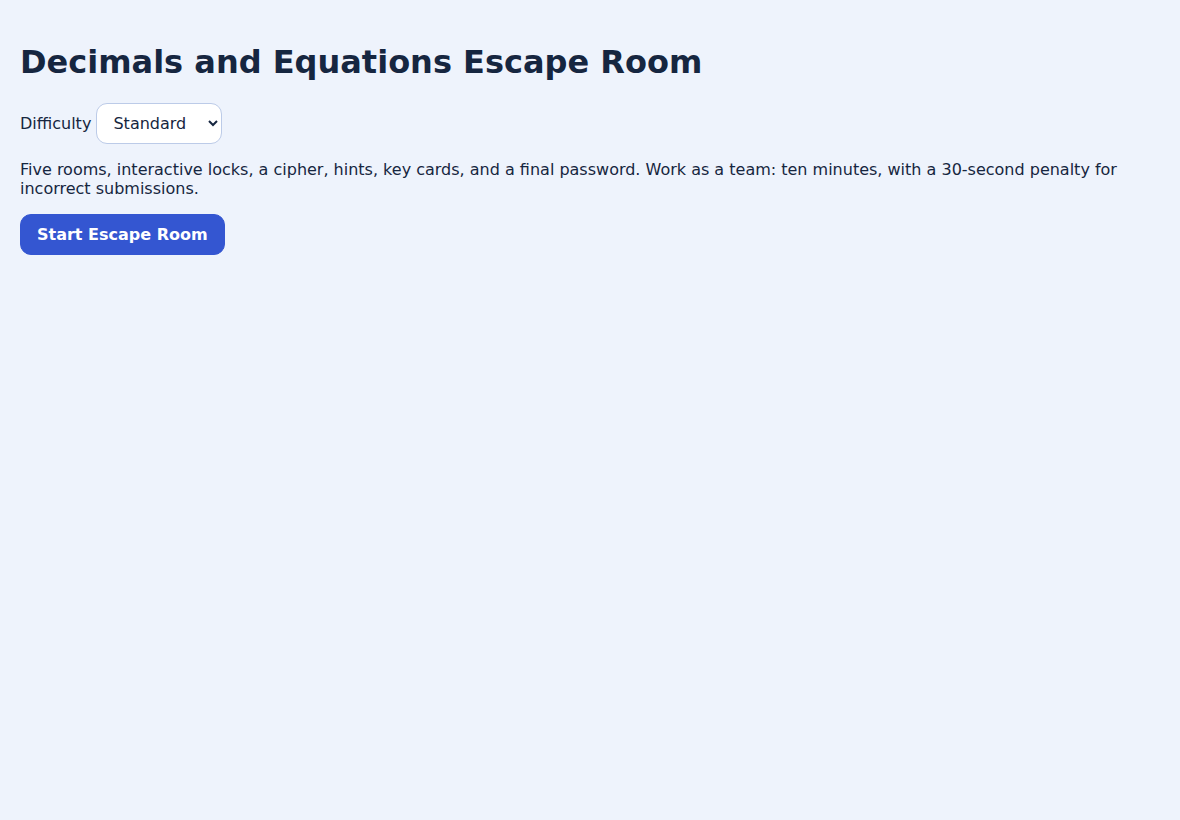 Decimals and Equations Escape Room
Difficulty Standard
Five rooms, interactive locks, a cipher, hints, key cards, and a final password. Work as a team: ten minutes, with a 30-second penalty for
incorrect submissions.
Start Escape Room